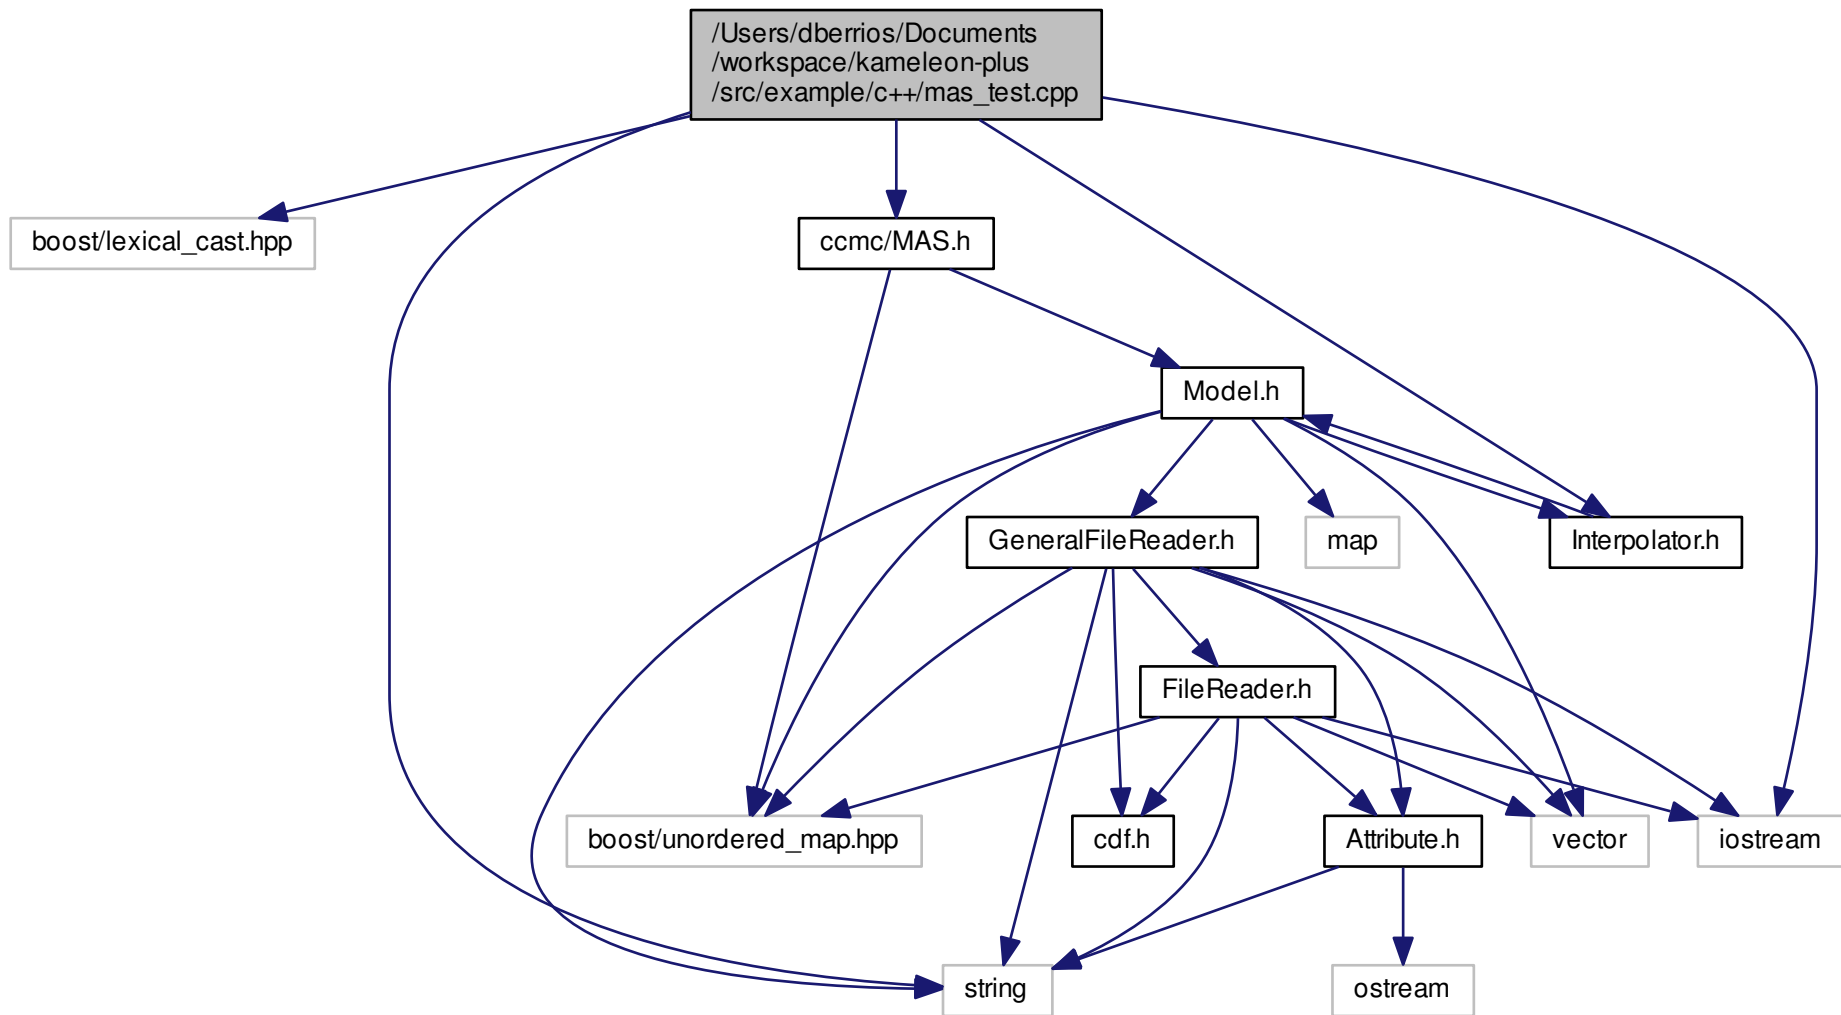 /Users/dberrios/Documents
/workspace/kameleon-plus
/src/example/c++/mas_test.cpp
boost/lexical_cast.hpp
ccmc/MAS.h
Model.h
GeneralFileReader.h
map
Interpolator.h
FileReader.h
boost/unordered_map.hpp
cdf.h
Attribute.h
vector
iostream
string
ostream